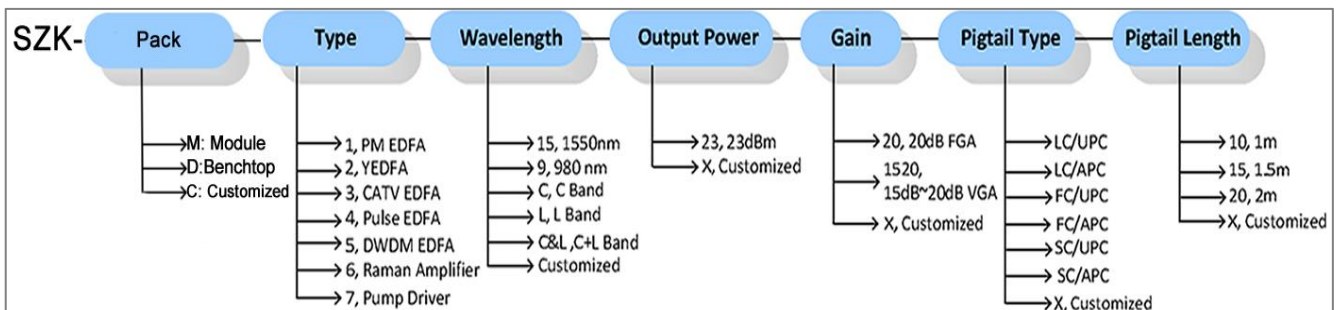 SZK- Pack Type Wavelength Output Power Gain Pigtail Type Pigtail Length
M: Module
D:Benchtop
C: Customized
1, PM EDFA
2, YEDFA
3, CATV EDFA
4, Pulse EDFA
5, DWDM EDFA
6, Raman Amplifier
7, Pump Driver
15, 1550nm
9, 980 nm
C, C Band
L, L Band
C&L ,C+L Band
Customized
23, 23dBm
X, Customized
20, 20dB FGA
1520,
15dB~20dB VGA
X, Customized
LC/UPC
LC/APC
FC/UPC
FC/APC
SC/UPC
SC/APC
X, Customized
10, 1m
15, 1.5m
20, 2m
X, Customized